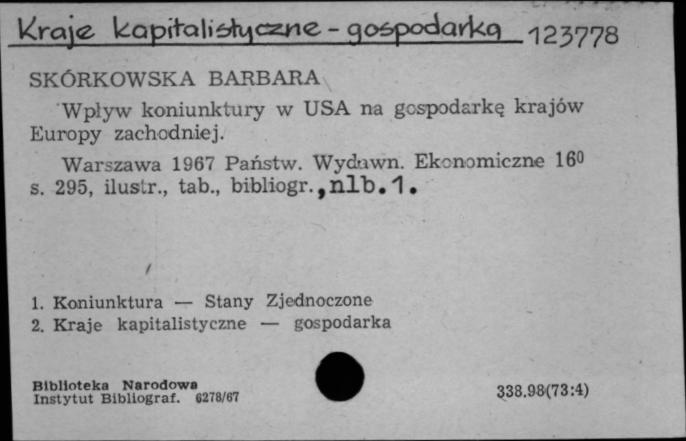 Kraje kapitalistyczne - gospodarka 123778
SKÓRKOWSKA BARBARA
Wpływ koniunktury w USA na gospodarkę krajów
Europy zachodniej.
Warszawa 1967 Państw. Wydawn. Ekonomiczne 16⁰
s. 295, ilustr., tab., bibliogr., nlb. 1.
1. Koniunktura — Stany Zjednoczone
2. Kraje kapitalistyczne — gospodarka
Biblioteka Narodowa
Instytut Bibliograf. 6278/67
338.98(73:4)